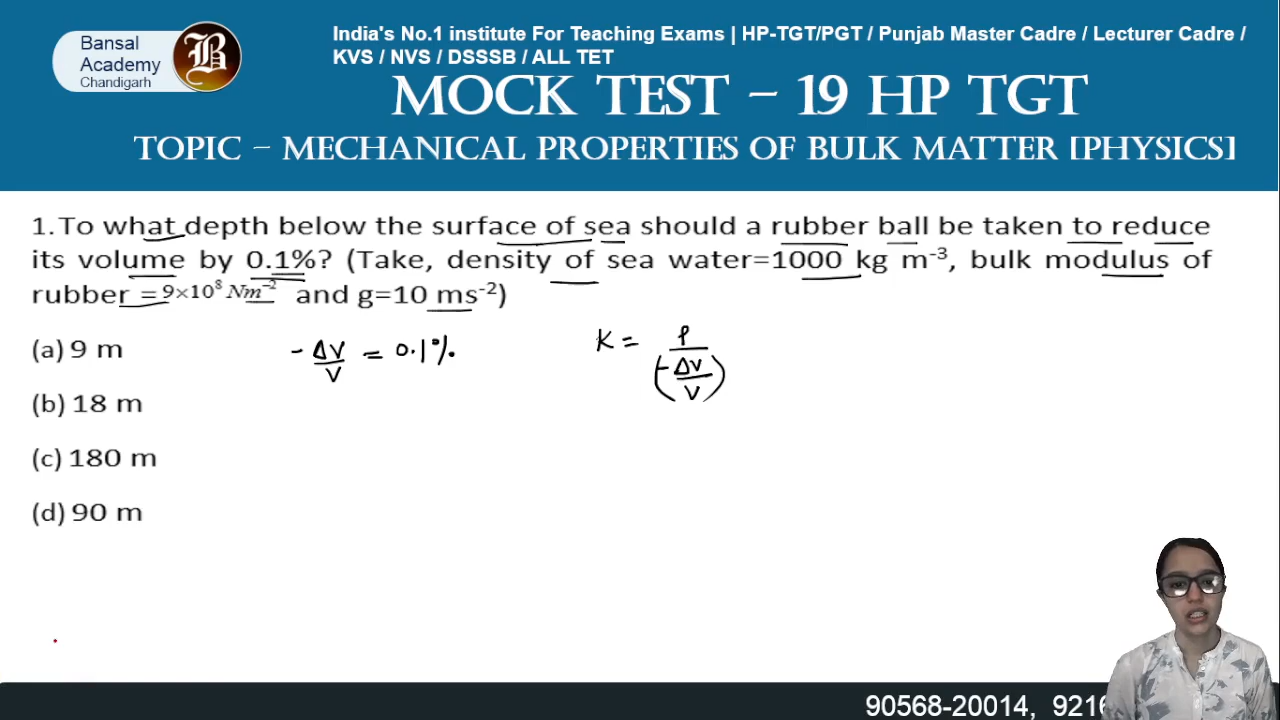 Bansal
Academy
Chandigarh
B
India's No.1 institute For Teaching Exams | HP-TGT/PGT / Punjab Master Cadre / Lecturer Cadre /
KVS / NVS / DSSSB / ALL TET
MOCK TEST – 19 HP TGT
TOPIC – MECHANICAL PROPERTIES OF BULK MATTER [PHYSICS]
1. To what depth below the surface of sea should a rubber ball be taken to reduce
its volume by 0.1%? (Take, density of sea water=1000 kg m⁻³, bulk modulus of
rubber = 9×10⁸ Nm⁻² and g=10 ms⁻²)
(a) 9 m
(b) 18 m
(c) 180 m
(d) 90 m
- ΔV/V = 0.1%
K = P/(-ΔV/V)
90568-20014, 9216